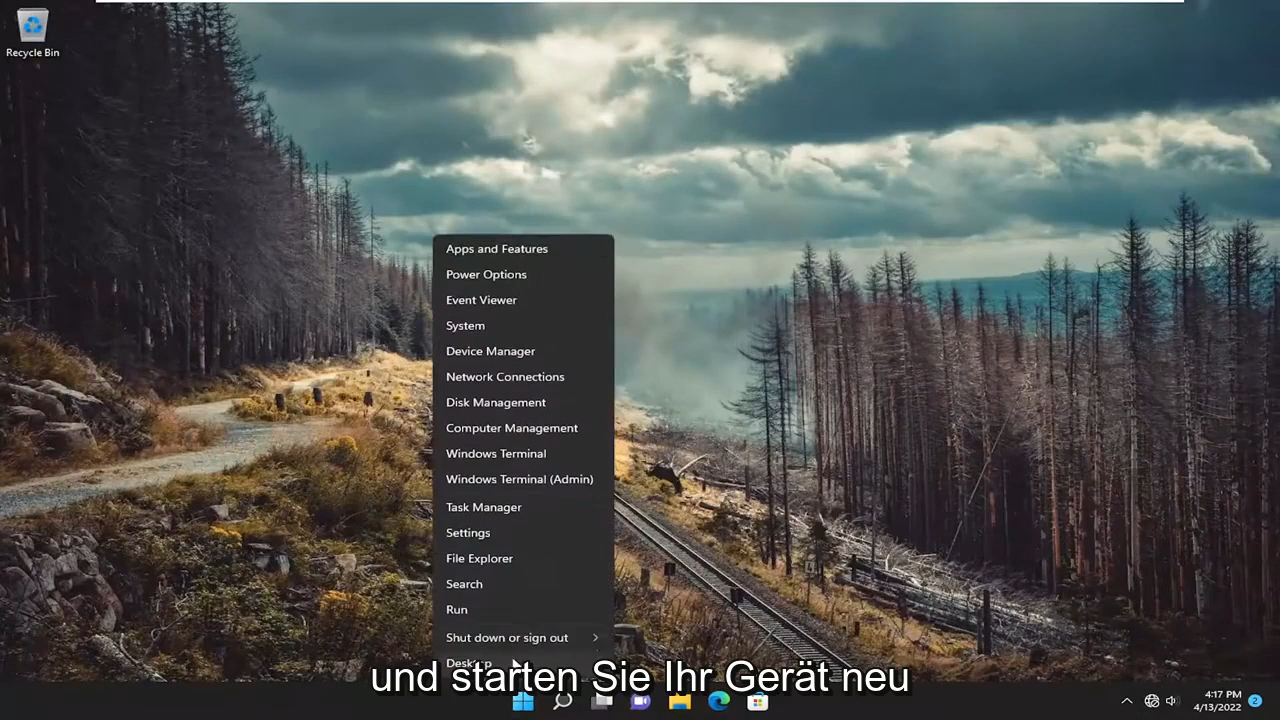 Recycle Bin
Apps and Features
Power Options
Event Viewer
System
Device Manager
Network Connections
Disk Management
Computer Management
Windows Terminal
Windows Terminal (Admin)
Task Manager
Settings
File Explorer
Search
Run
Shut down or sign out
Desktop
und starten Sie Ihr Gerät neu
4:17 PM
4/13/2022
2